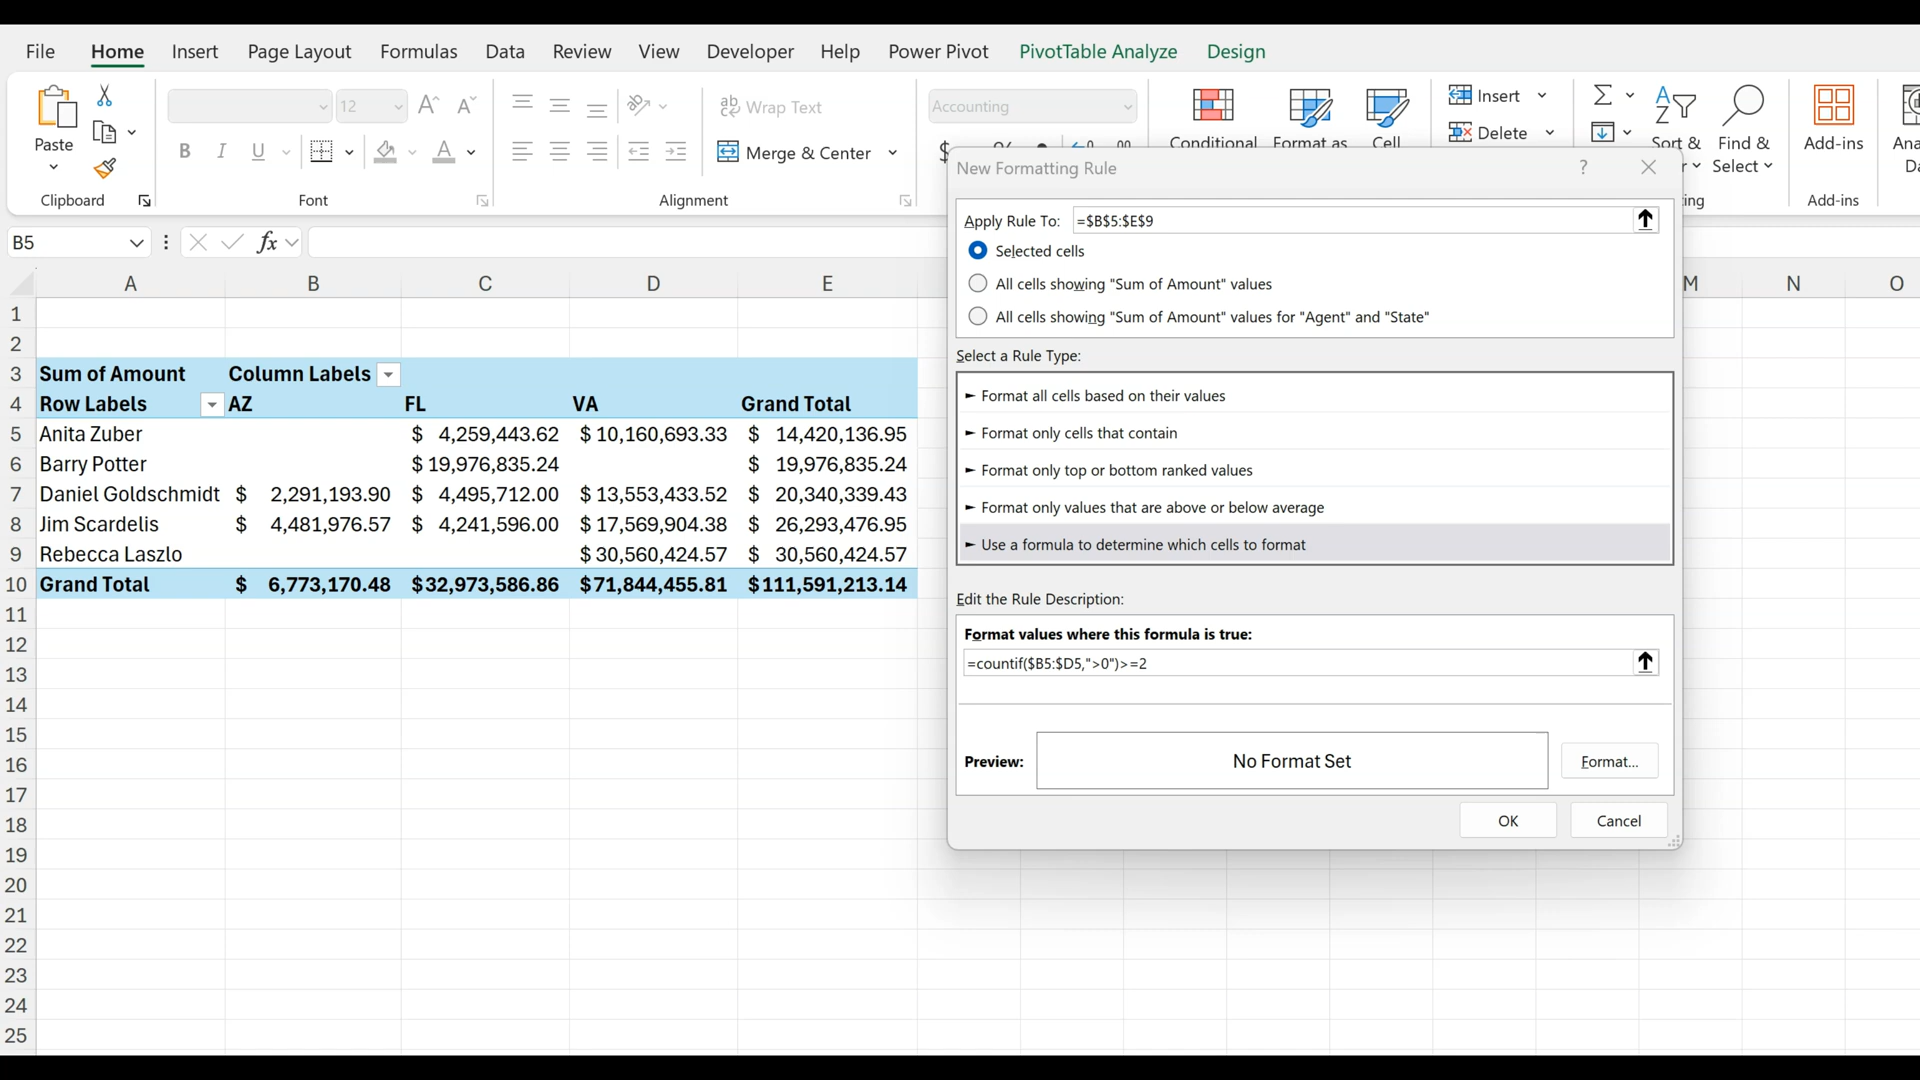 File Home Insert Page Layout Formulas Data Review View Developer Help Power Pivot PivotTable Analyze Design
12 A A ab Wrap Text Accounting Insert
Paste Delete
B I U A Merge & Center $ % Conditional Format as Cell Sort & Find & Add-ins
Select
Clipboard Font Alignment Add-ins
New Formatting Rule ?
B5 fx
Apply Rule To: =$B$5:$E$9
Selected cells
All cells showing "Sum of Amount" values
All cells showing "Sum of Amount" values for "Agent" and "State"
Select a Rule Type:
► Format all cells based on their values
► Format only cells that contain
► Format only top or bottom ranked values
► Format only values that are above or below average
► Use a formula to determine which cells to format
Edit the Rule Description:
Format values where this formula is true:
=countif($B5:$D5,">0")>=2
Preview: No Format Set Format...
OK Cancel
A B C D E M N O
1
2
3 Sum of Amount Column Labels
4 Row Labels AZ FL VA Grand Total
5 Anita Zuber $ 4,259,443.62 $ 10,160,693.33 $ 14,420,136.95
6 Barry Potter $ 19,976,835.24 $ 19,976,835.24
7 Daniel Goldschmidt $ 2,291,193.90 $ 4,495,712.00 $ 13,553,433.52 $ 20,340,339.43
8 Jim Scardelis $ 4,481,976.57 $ 4,241,596.00 $ 17,569,904.38 $ 26,293,476.95
9 Rebecca Laszlo $ 30,560,424.57 $ 30,560,424.57
10 Grand Total $ 6,773,170.48 $32,973,586.86 $71,844,455.81 $111,591,213.14
11
12
13
14
15
16
17
18
19
20
21
22
23
24
25